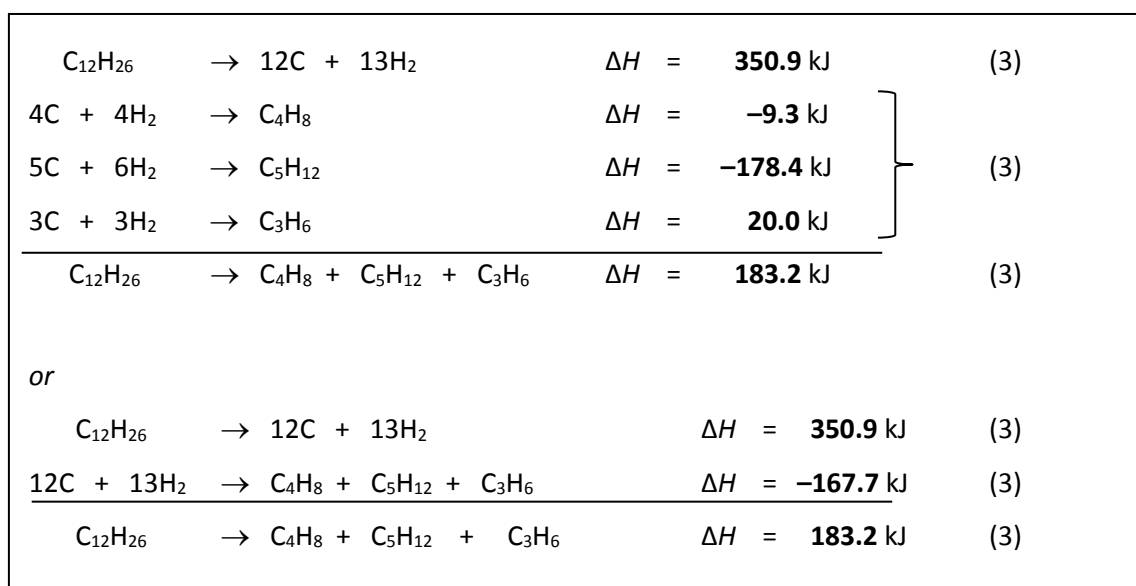 C₁₂H₂₆ → 12C + 13H₂ ΔH = 350.9 kJ (3)
4C + 4H₂ → C₄H₈ ΔH = –9.3 kJ
5C + 6H₂ → C₅H₁₂ ΔH = –178.4 kJ (3)
3C + 3H₂ → C₃H₆ ΔH = 20.0 kJ
C₁₂H₂₆ → C₄H₈ + C₅H₁₂ + C₃H₆ ΔH = 183.2 kJ (3)
or
C₁₂H₂₆ → 12C + 13H₂ ΔH = 350.9 kJ (3)
12C + 13H₂ → C₄H₈ + C₅H₁₂ + C₃H₆ ΔH = –167.7 kJ (3)
C₁₂H₂₆ → C₄H₈ + C₅H₁₂ + C₃H₆ ΔH = 183.2 kJ (3)